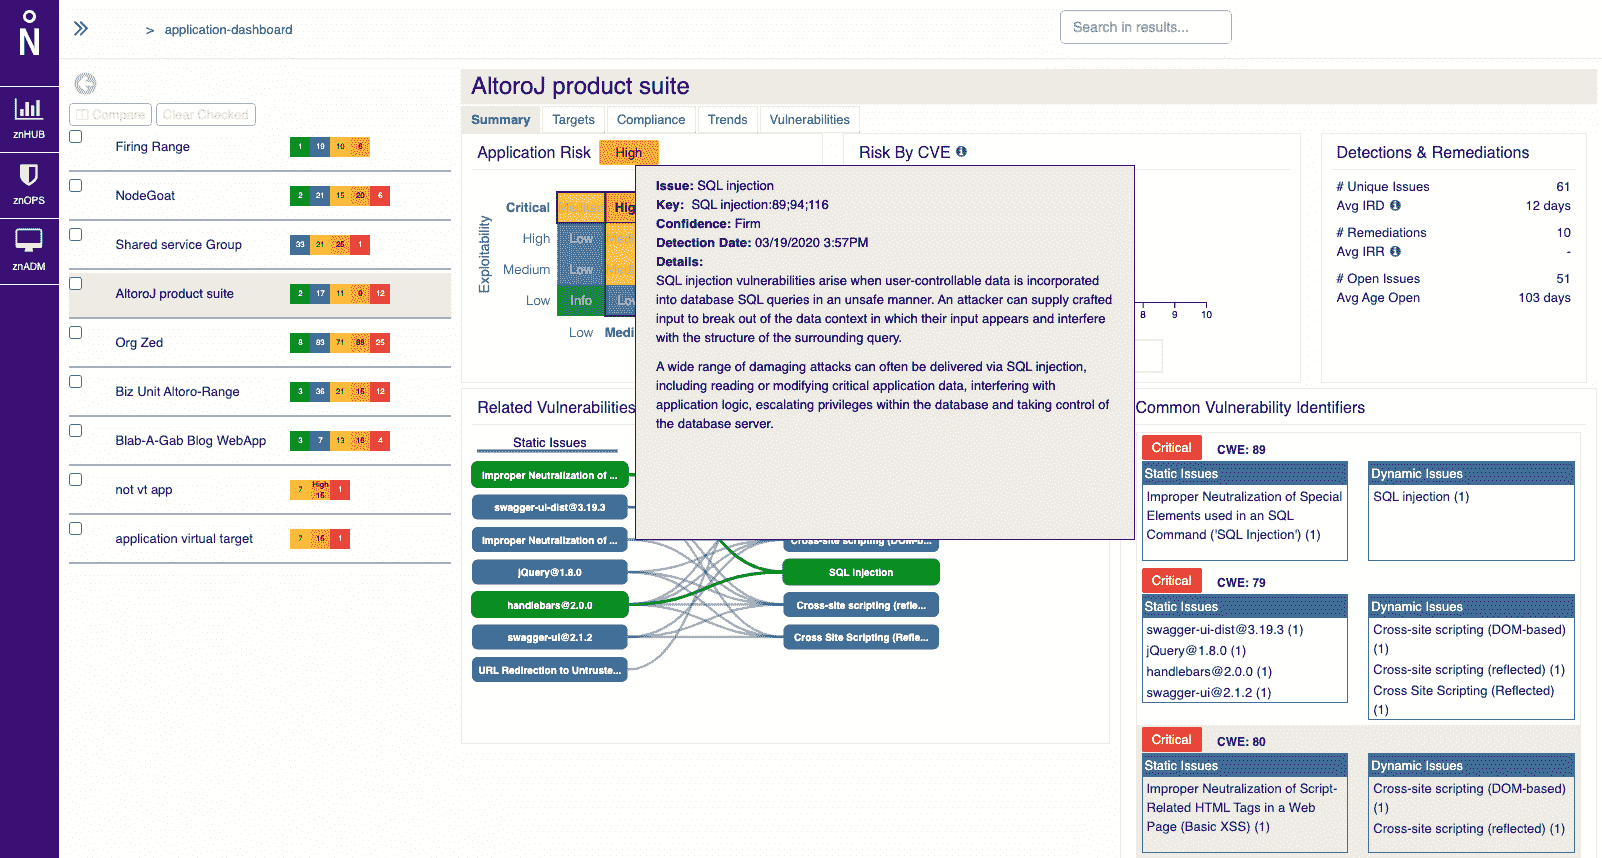 N
znHUB
znOPS
znADM
> application-dashboard
Search in results...
Compare
Clear Checked
Firing Range
1 19 10 6
NodeGoat
2 21 15 20 6
Shared service Group
33 21 25 1
AltoroJ product suite
2 17 11 9 12
Org Zed
8 83 71 88 25
Biz Unit Altoro-Range
3 36 21 15 12
Blab-A-Gab Blog WebApp
3 7 13 16 4
not vt app
7 High 15 1
application virtual target
7 15 1
AltoroJ product suite
Summary Targets Compliance Trends Vulnerabilities
Application Risk High
Exploitability
Critical
High Low
Medium Low
Low Info Low
Low Medi
Risk By CVE
8 9 10
Issue: SQL injection
Key: SQL injection:89;94;116
Confidence: Firm
Detection Date: 03/19/2020 3:57PM
Details:
SQL injection vulnerabilities arise when user-controllable data is incorporated
into database SQL queries in an unsafe manner. An attacker can supply crafted
input to break out of the data context in which their input appears and interfere
with the structure of the surrounding query.
A wide range of damaging attacks can often be delivered via SQL injection,
including reading or modifying critical application data, interfering with
application logic, escalating privileges within the database and taking control of
the database server.
Detections & Remediations
# Unique Issues 61
Avg IRD 12 days
# Remediations 10
Avg IRR -
# Open Issues 51
Avg Age Open 103 days
Related Vulnerabilities
Static Issues
Improper Neutralization of ...
swagger-ui-dist@3.19.3
Improper Neutralization of ...
jQuery@1.8.0
handlebars@2.0.0
swagger-ui@2.1.2
URL Redirection to Untruste...
Cross-site scripting (DOM-b...
SQL injection
Cross-site scripting (refle...
Cross Site Scripting (Refle...
Common Vulnerability Identifiers
Critical CWE: 89
Static Issues
Improper Neutralization of Special
Elements used in an SQL
Command ('SQL Injection') (1)
Dynamic Issues
SQL injection (1)
Critical CWE: 79
Static Issues
swagger-ui-dist@3.19.3 (1)
jQuery@1.8.0 (1)
handlebars@2.0.0 (1)
swagger-ui@2.1.2 (1)
Dynamic Issues
Cross-site scripting (DOM-based)
(1)
Cross-site scripting (reflected) (1)
Cross Site Scripting (Reflected)
(1)
Critical CWE: 80
Static Issues
Improper Neutralization of Script-
Related HTML Tags in a Web
Page (Basic XSS) (1)
Dynamic Issues
Cross-site scripting (DOM-based)
(1)
Cross-site scripting (reflected) (1)